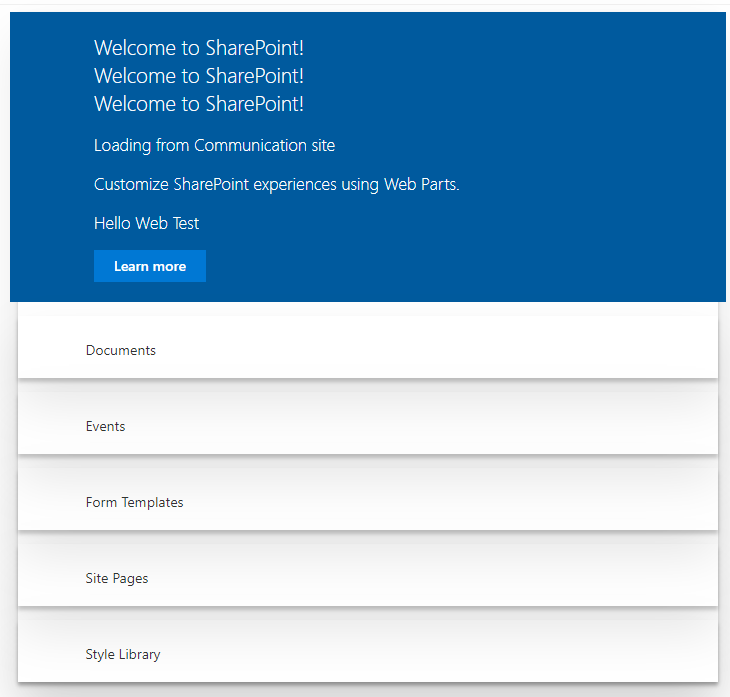 Welcome to SharePoint!
Welcome to SharePoint!
Welcome to SharePoint!
Loading from Communication site
Customize SharePoint experiences using Web Parts.
Hello Web Test
Learn more
Documents
Events
Form Templates
Site Pages
Style Library